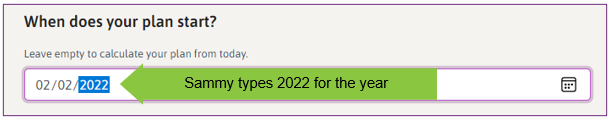 When does your plan start?
Leave empty to calculate your plan from today.
02/02/2022 Sammy types 2022 for the year